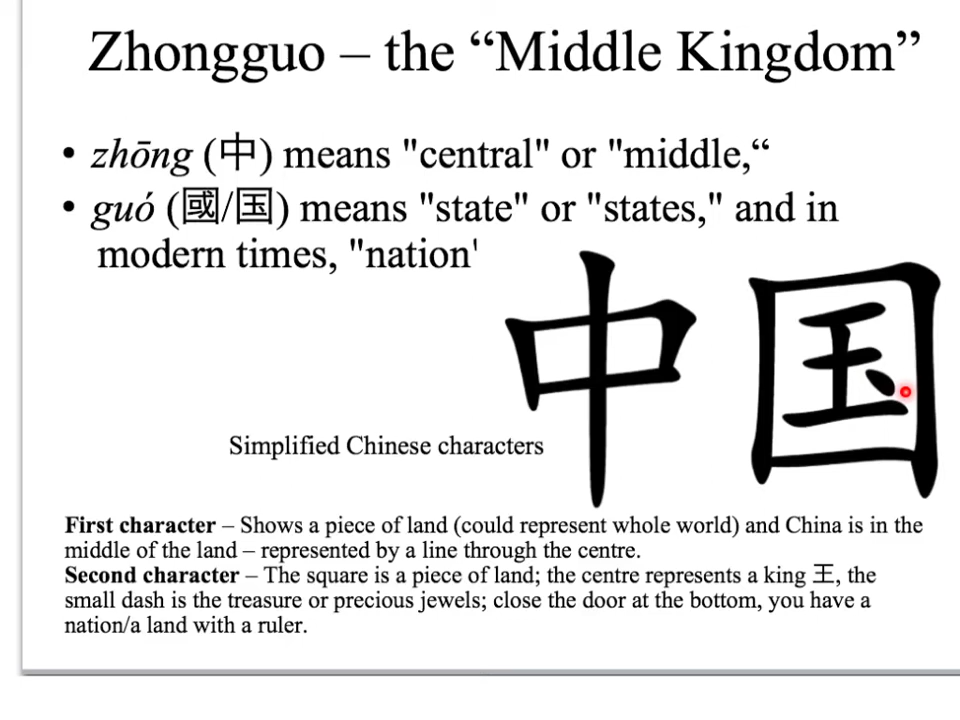 Zhongguo – the “Middle Kingdom”
• zhōng (中) means "central" or "middle,“
• guó (國/国) means "state" or "states," and in
modern times, "nation'
中国
Simplified Chinese characters
First character – Shows a piece of land (could represent whole world) and China is in the
middle of the land – represented by a line through the centre.
Second character – The square is a piece of land; the centre represents a king 王, the
small dash is the treasure or precious jewels; close the door at the bottom, you have a
nation/a land with a ruler.